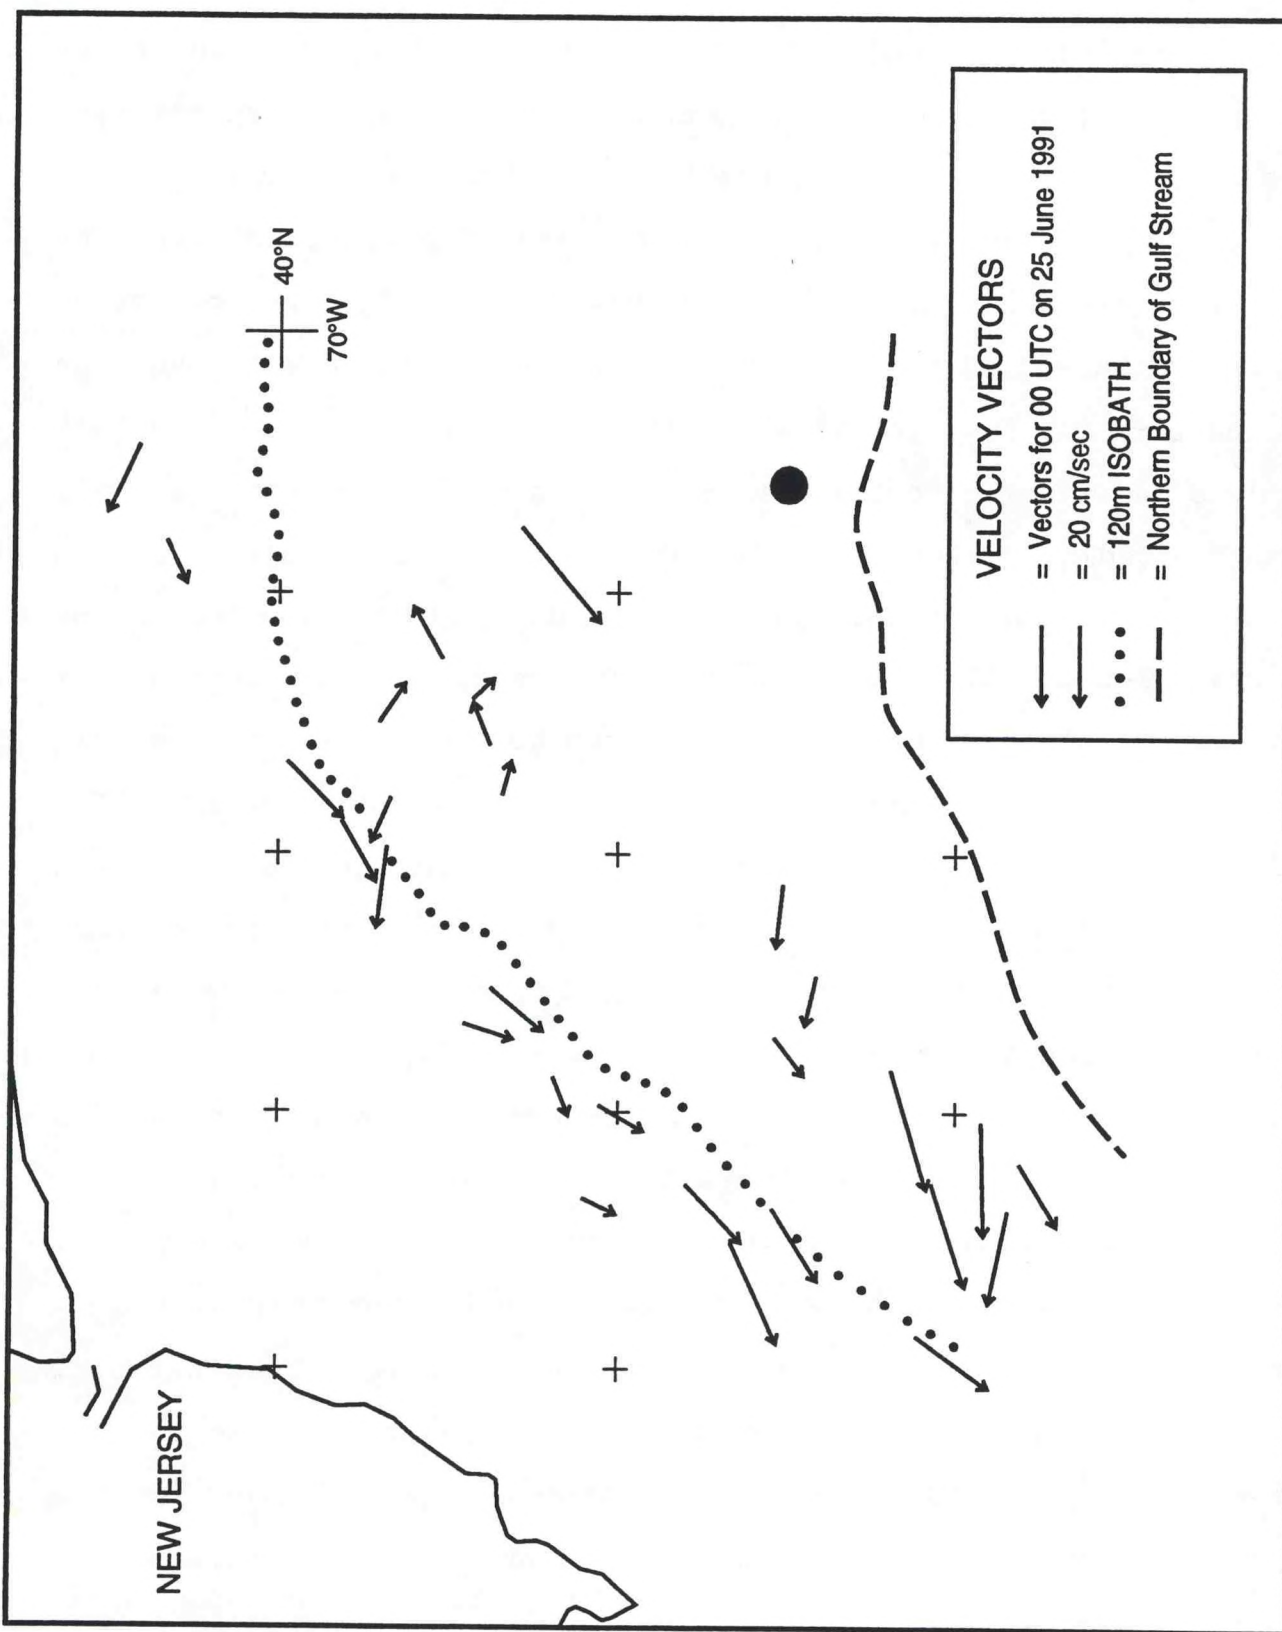 NEW JERSEY
40°N
70°W
VELOCITY VECTORS
= Vectors for 00 UTC on 25 June 1991
= 20 cm/sec
= 120m ISOBATH
= Northern Boundary of Gulf Stream